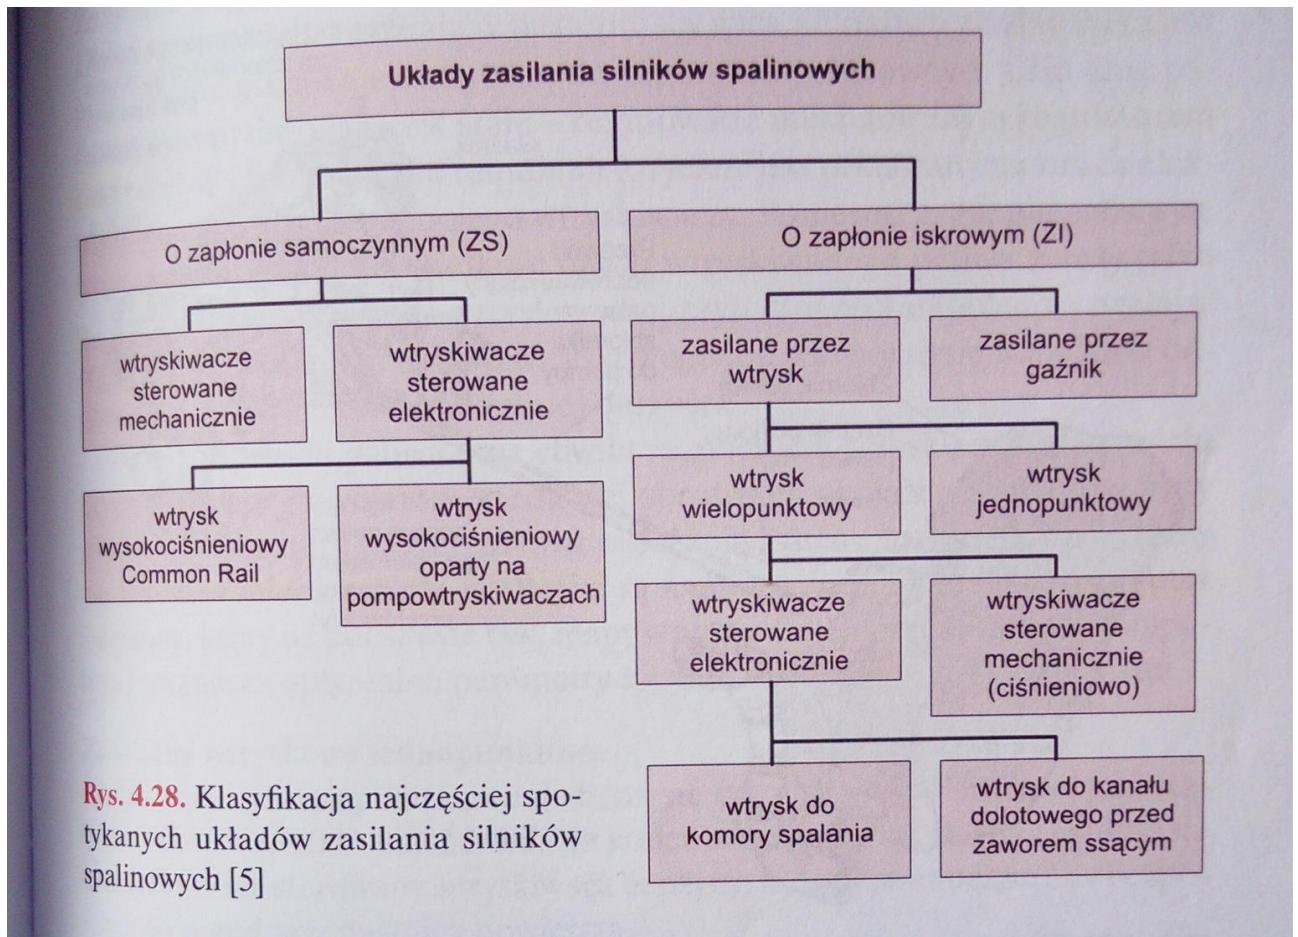 Układy zasilania silników spalinowych
O zapłonie samoczynnym (ZS)
O zapłonie iskrowym (ZI)
wtryskiwacze
sterowane
mechanicznie
wtryskiwacze
sterowane
elektronicznie
zasilane przez
wtrysk
zasilane przez
gaźnik
wtrysk
wysokociśnieniowy
Common Rail
wtrysk
wysokociśnieniowy
oparty na
pompowtryskiwaczach
wtrysk
wielopunktowy
wtrysk
jednopunktowy
wtryskiwacze
sterowane
elektronicznie
wtryskiwacze
sterowane
mechanicznie
(ciśnieniowo)
wtrysk do
komory spalania
wtrysk do kanału
dolotowego przed
zaworem ssącym
Rys. 4.28. Klasyfikacja najczęściej spo-
tykanych układów zasilania silników
spalinowych [5]